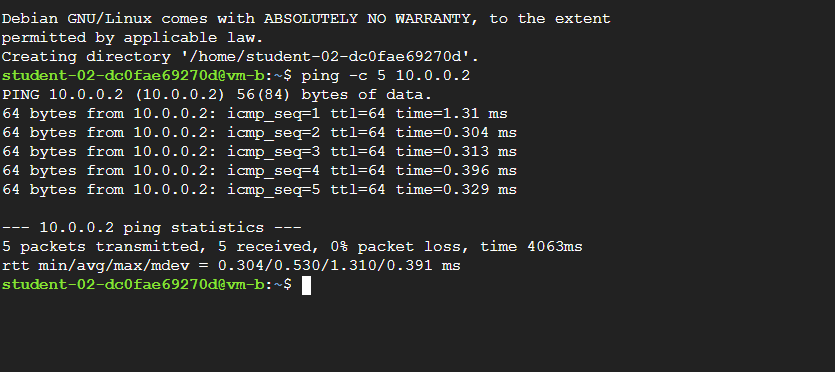 Debian GNU/Linux comes with ABSOLUTELY NO WARRANTY, to the extent
permitted by applicable law.
Creating directory '/home/student-02-dc0fae69270d'.
student-02-dc0fae69270d@vm-b:~$ ping -c 5 10.0.0.2
PING 10.0.0.2 (10.0.0.2) 56(84) bytes of data.
64 bytes from 10.0.0.2: icmp_seq=1 ttl=64 time=1.31 ms
64 bytes from 10.0.0.2: icmp_seq=2 ttl=64 time=0.304 ms
64 bytes from 10.0.0.2: icmp_seq=3 ttl=64 time=0.313 ms
64 bytes from 10.0.0.2: icmp_seq=4 ttl=64 time=0.396 ms
64 bytes from 10.0.0.2: icmp_seq=5 ttl=64 time=0.329 ms
--- 10.0.0.2 ping statistics ---
5 packets transmitted, 5 received, 0% packet loss, time 4063ms
rtt min/avg/max/mdev = 0.304/0.530/1.310/0.391 ms
student-02-dc0fae69270d@vm-b:~$